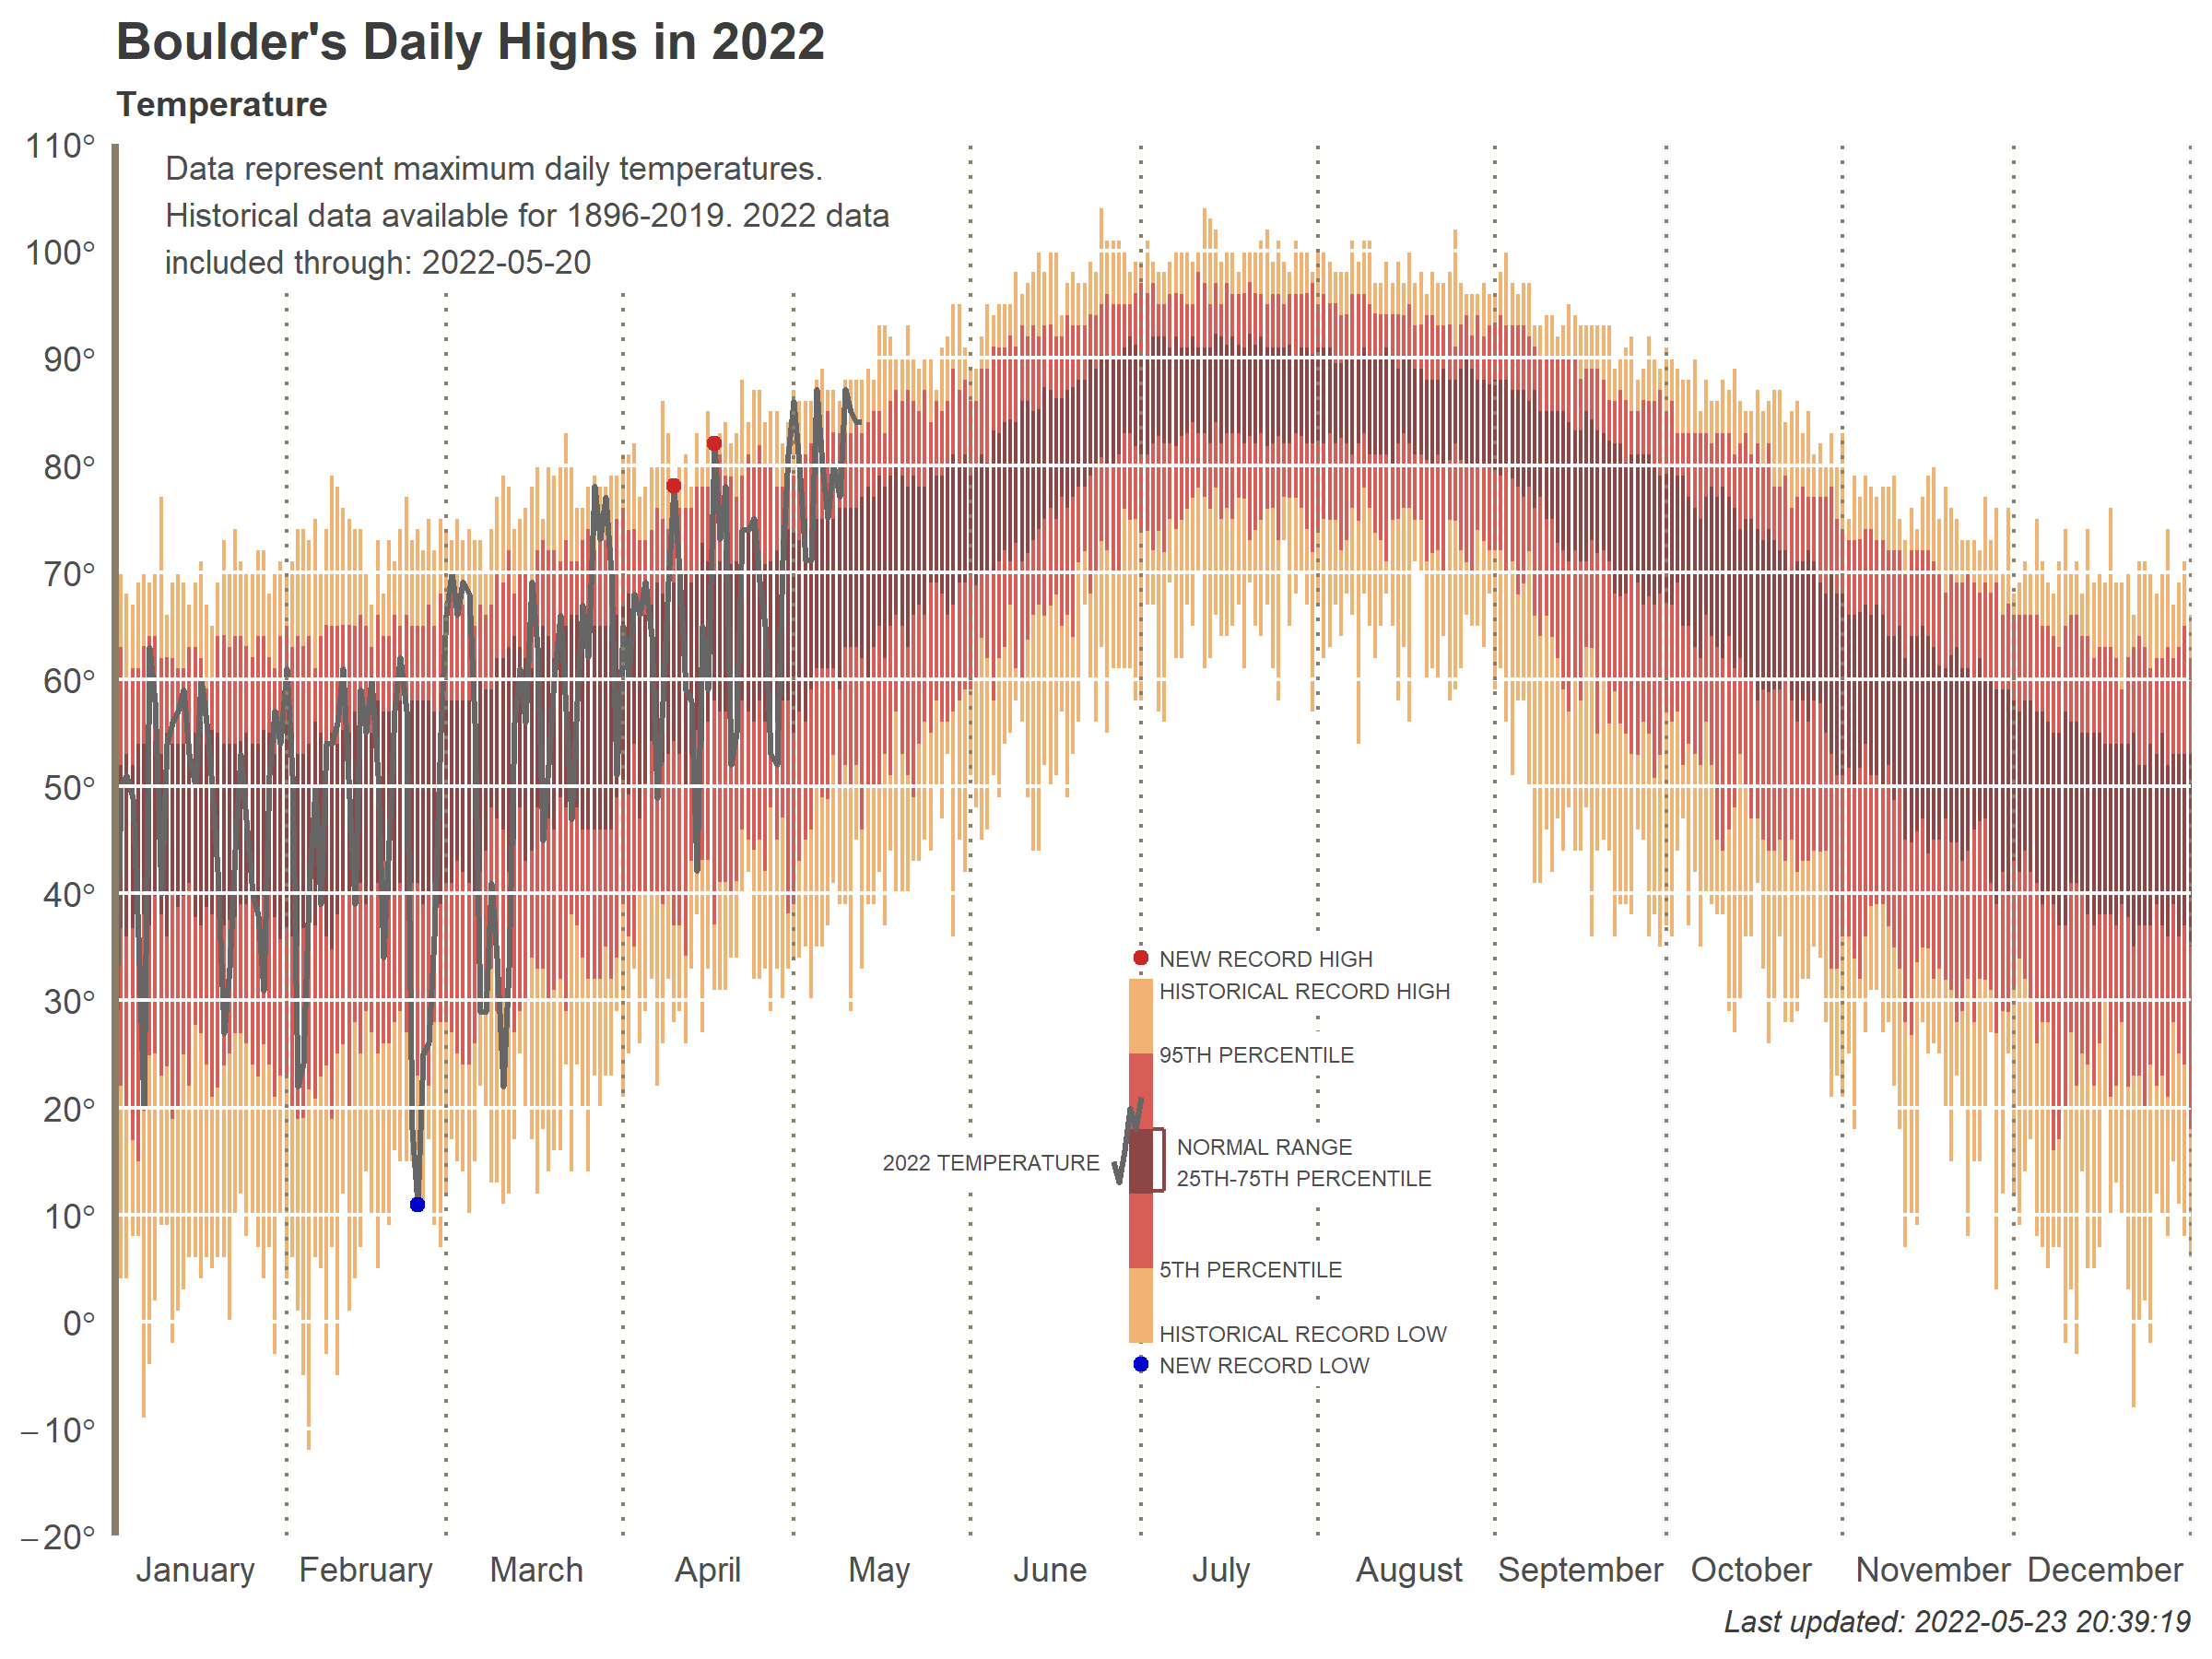 Boulder's Daily Highs in 2022
Temperature
110°
Data represent maximum daily temperatures.
Historical data available for 1896-2019. 2022 data
included through: 2022-05-20
100°
90°
80°
70°
60°
50°
40°
30°
20°
10°
0°
−10°
−20°
NEW RECORD HIGH
HISTORICAL RECORD HIGH
95TH PERCENTILE
2022 TEMPERATURE
NORMAL RANGE
25TH-75TH PERCENTILE
5TH PERCENTILE
HISTORICAL RECORD LOW
NEW RECORD LOW
January February March April May June July August September October November December
Last updated: 2022-05-23 20:39:19